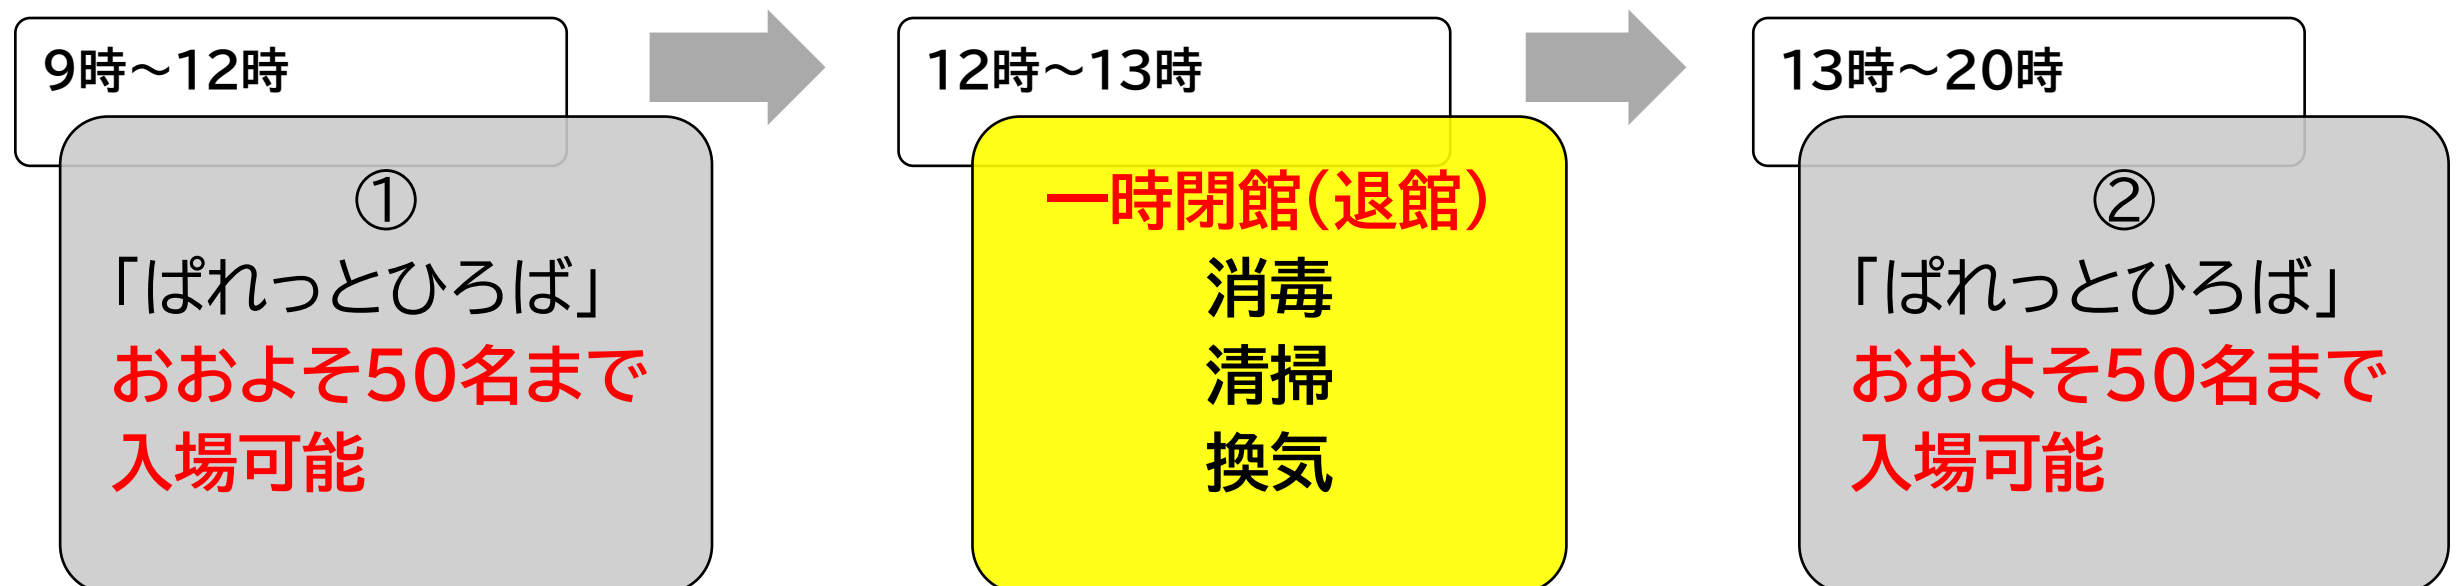 9時～12時
①
「ぱれっとひろば」
おおよそ50名まで
入場可能
12時～13時
一時閉館(退館)
消毒
清掃
換気
13時～20時
②
「ぱれっとひろば」
おおよそ50名まで
入場可能